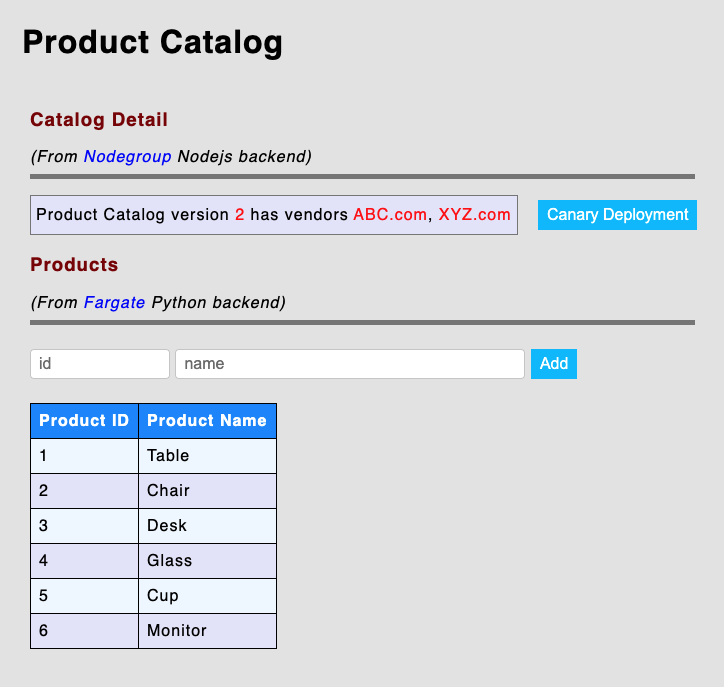 Product Catalog
Catalog Detail
(From Nodegroup Nodejs backend)
Product Catalog version 2 has vendors ABC.com, XYZ.com
Canary Deployment
Products
(From Fargate Python backend)
id name Add
Product ID Product Name
1 Table
2 Chair
3 Desk
4 Glass
5 Cup
6 Monitor